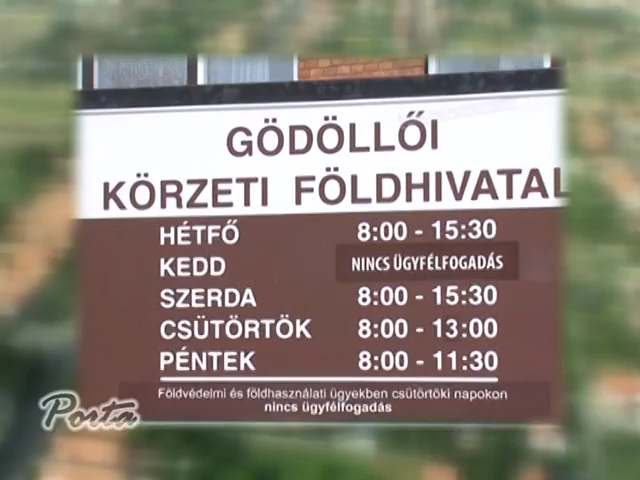 GÖDÖLLŐI
KÖRZETI FÖLDHIVATAL
HÉTFŐ 8:00 - 15:30
KEDD NINCS ÜGYFÉLFOGADÁS
SZERDA 8:00 - 15:30
CSÜTÖRTÖK 8:00 - 13:00
PÉNTEK 8:00 - 11:30
Földvédelmi és földhasználati ügyekben csütörtöki napokon
nincs ügyfélfogadás
Porta